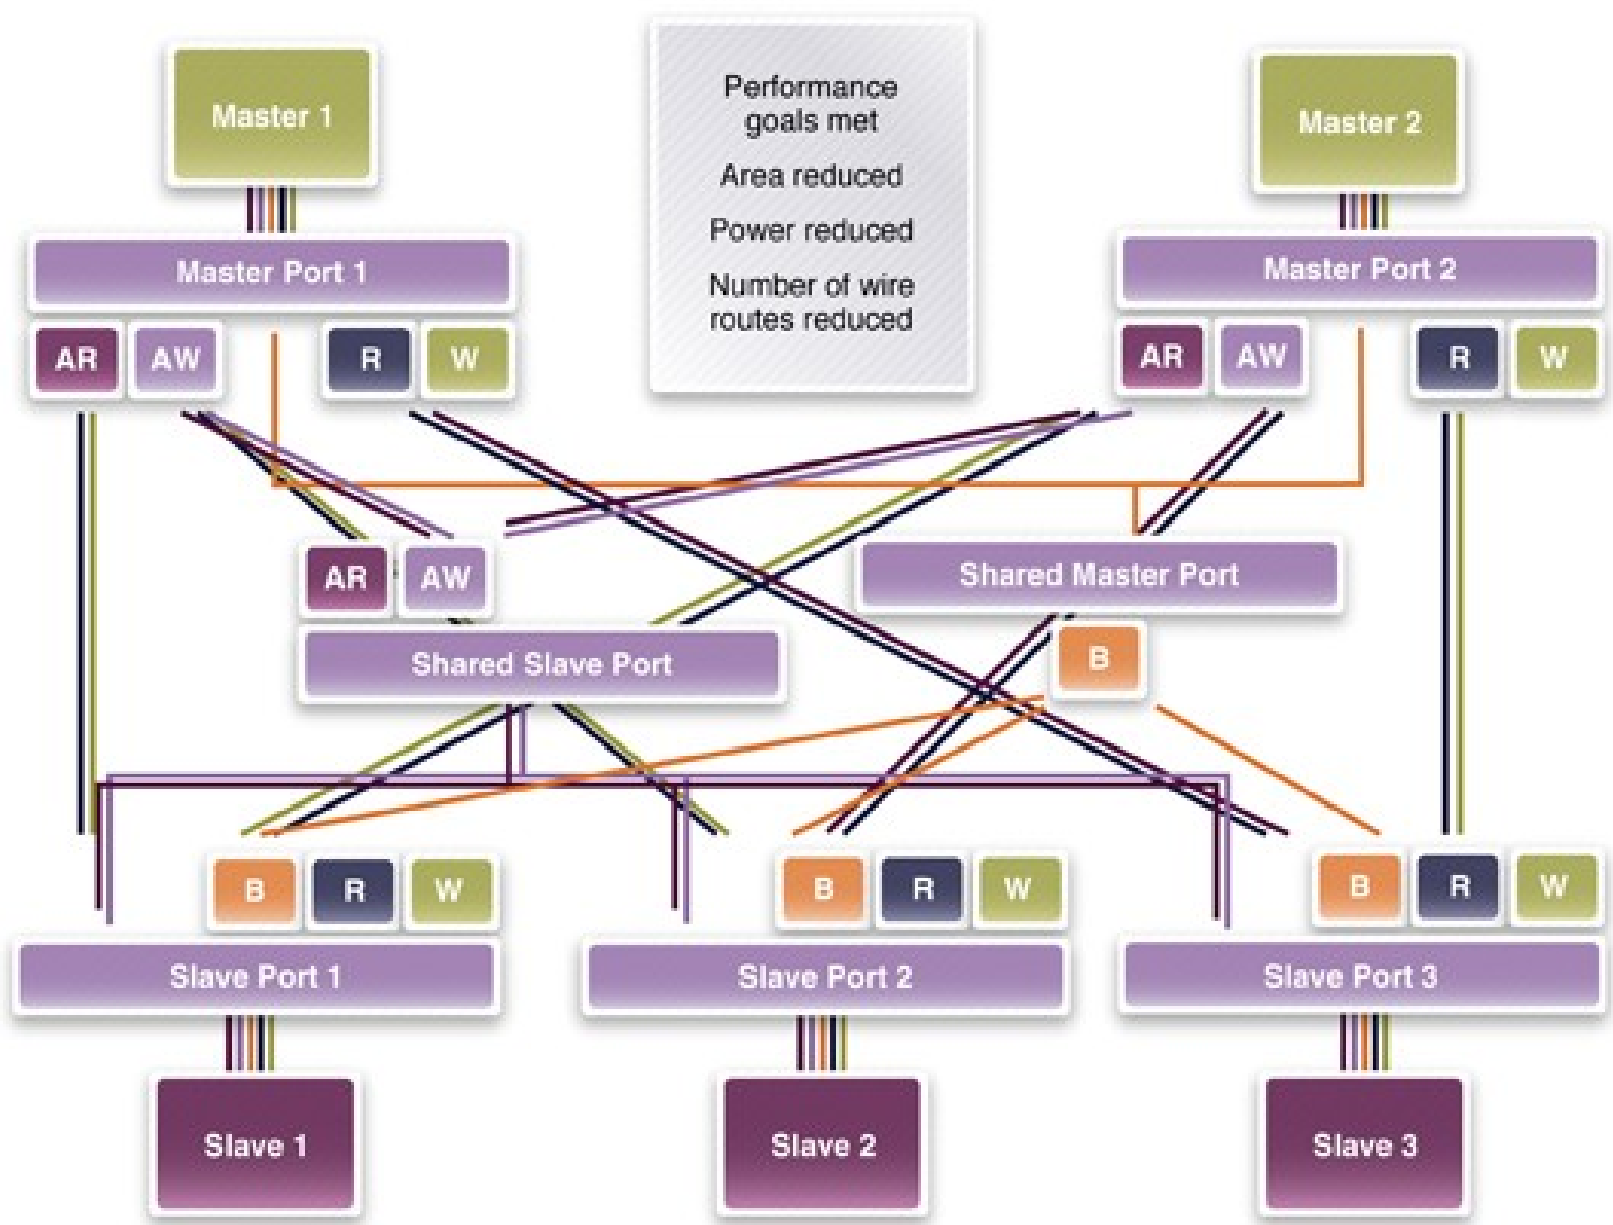 Performance
goals met
Area reduced
Power reduced
Number of wire
routes reduced
Master 1
Master 2
Master Port 1
Master Port 2
AR AW R W
AR AW R W
AR AW
Shared Master Port
Shared Slave Port
B
B R W
B R W
B R W
Slave Port 1
Slave Port 2
Slave Port 3
Slave 1
Slave 2
Slave 3